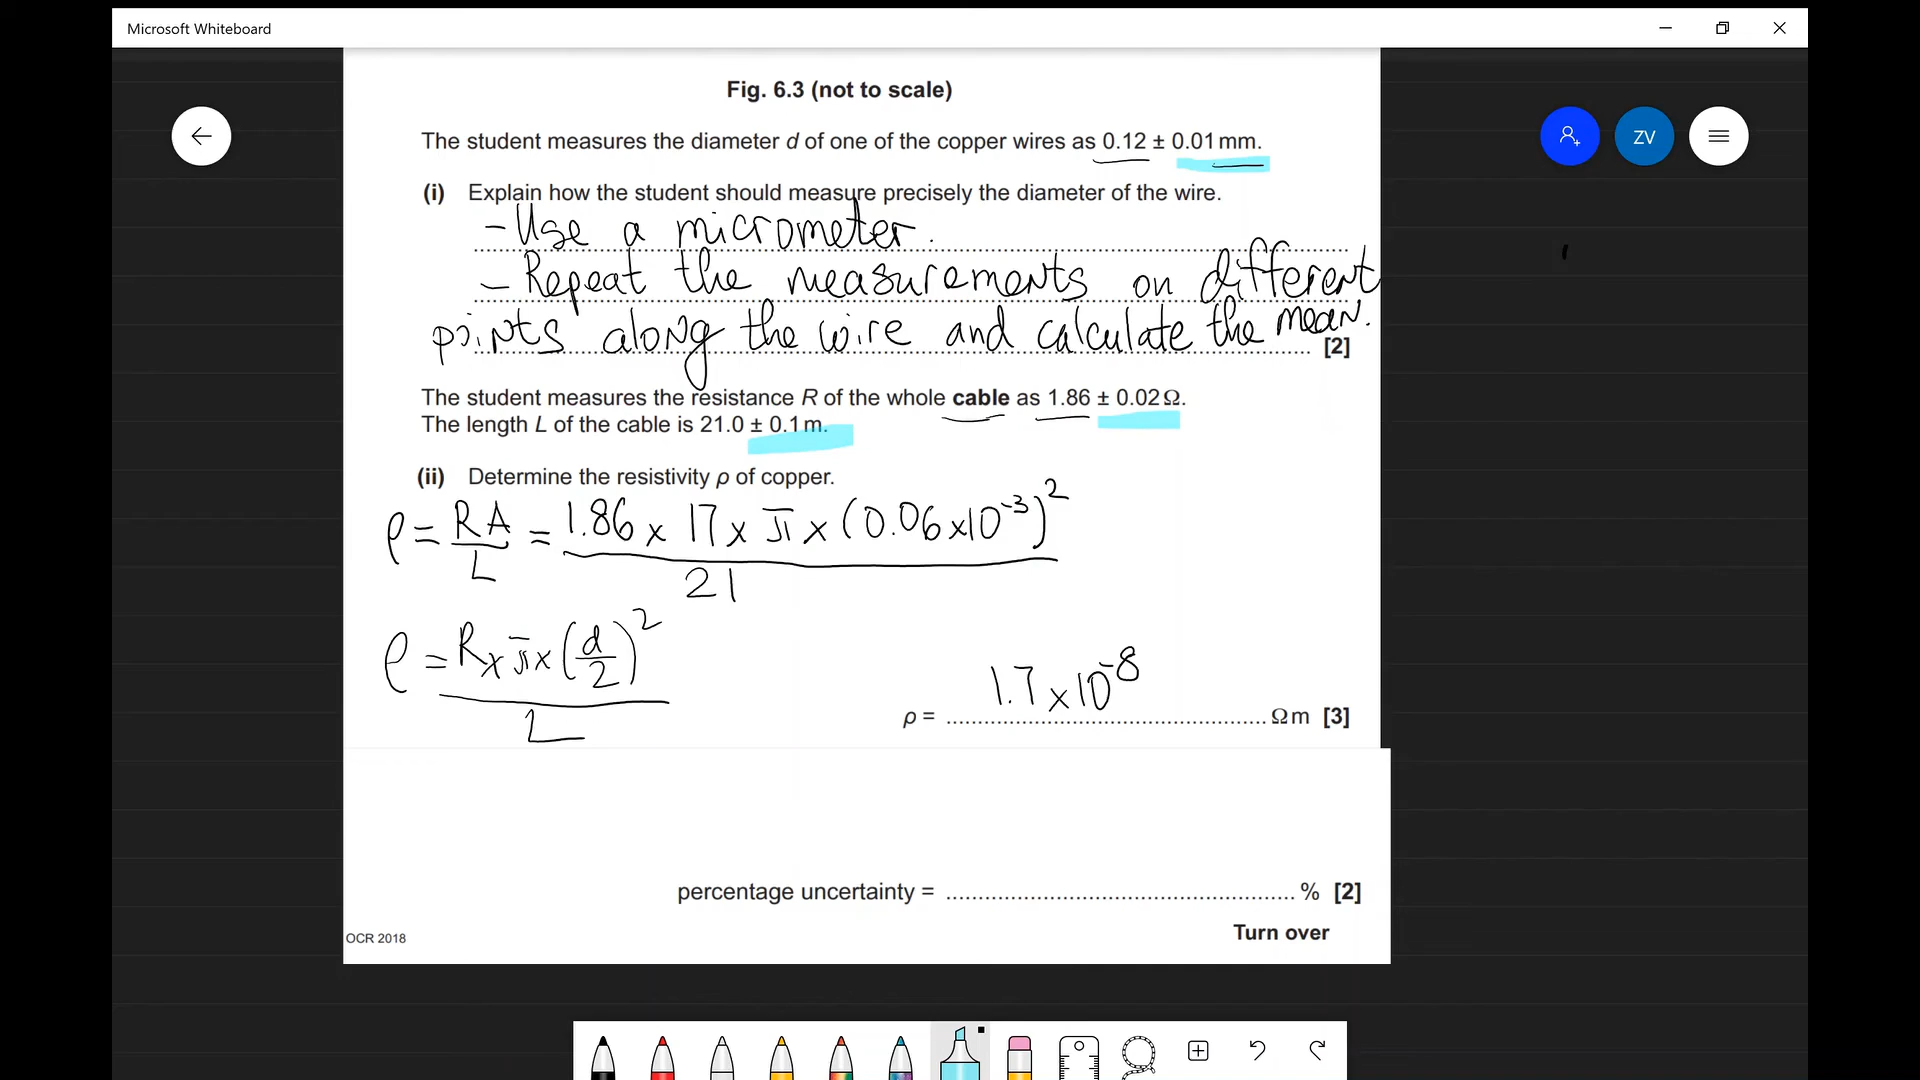 Microsoft Whiteboard
ZV
Fig. 6.3 (not to scale)
The student measures the diameter d of one of the copper wires as 0.12 ± 0.01 mm.
(i) Explain how the student should measure precisely the diameter of the wire.
- Use a micrometer.
- Repeat the measurements on different
points along the wire and calculate the mean.
[2]
The student measures the resistance R of the whole cable as 1.86 ± 0.02 Ω.
The length L of the cable is 21.0 ± 0.1 m.
(ii) Determine the resistivity ρ of copper.
ρ = RA/L = 1.86 × 17 × π × (0.06×10⁻³)²/21
ρ = R × π × (d/2)²/L
1.7 × 10⁻⁸
ρ = ................................................ Ωm [3]
percentage uncertainty = ..................................................... % [2]
OCR 2018
Turn over